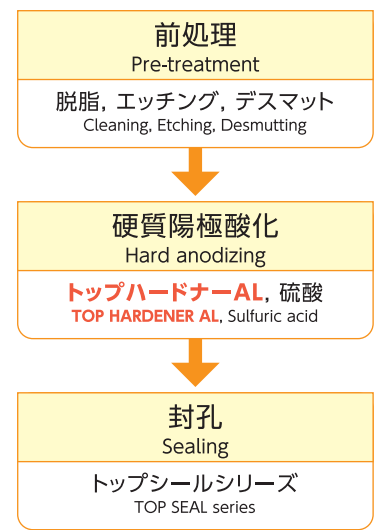 前処理
Pre-treatment
脱脂, エッチング, デスマット
Cleaning, Etching, Desmutting
硬質陽極酸化
Hard anodizing
トップハードナーAL, 硫酸
TOP HARDENER AL, Sulfuric acid
封孔
Sealing
トップシールシリーズ
TOP SEAL series